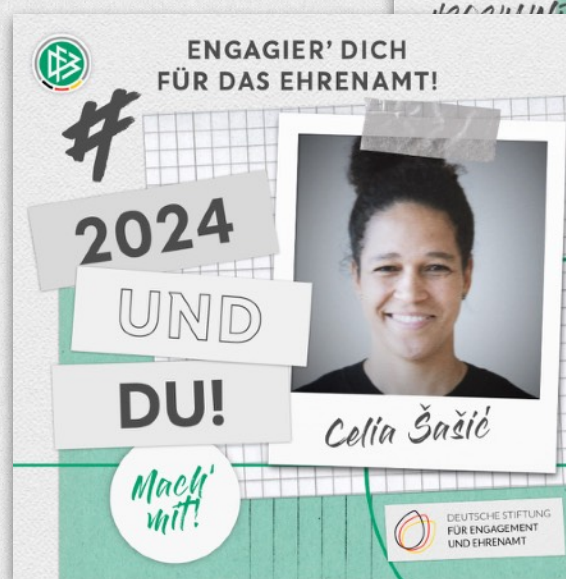 ENGAGIER' DICH
FÜR DAS EHRENAMT!
#
2024
UND
DU!
Celia Šašić
Mach'
mit!
DEUTSCHE STIFTUNG
FÜR ENGAGEMENT
UND EHRENAMT